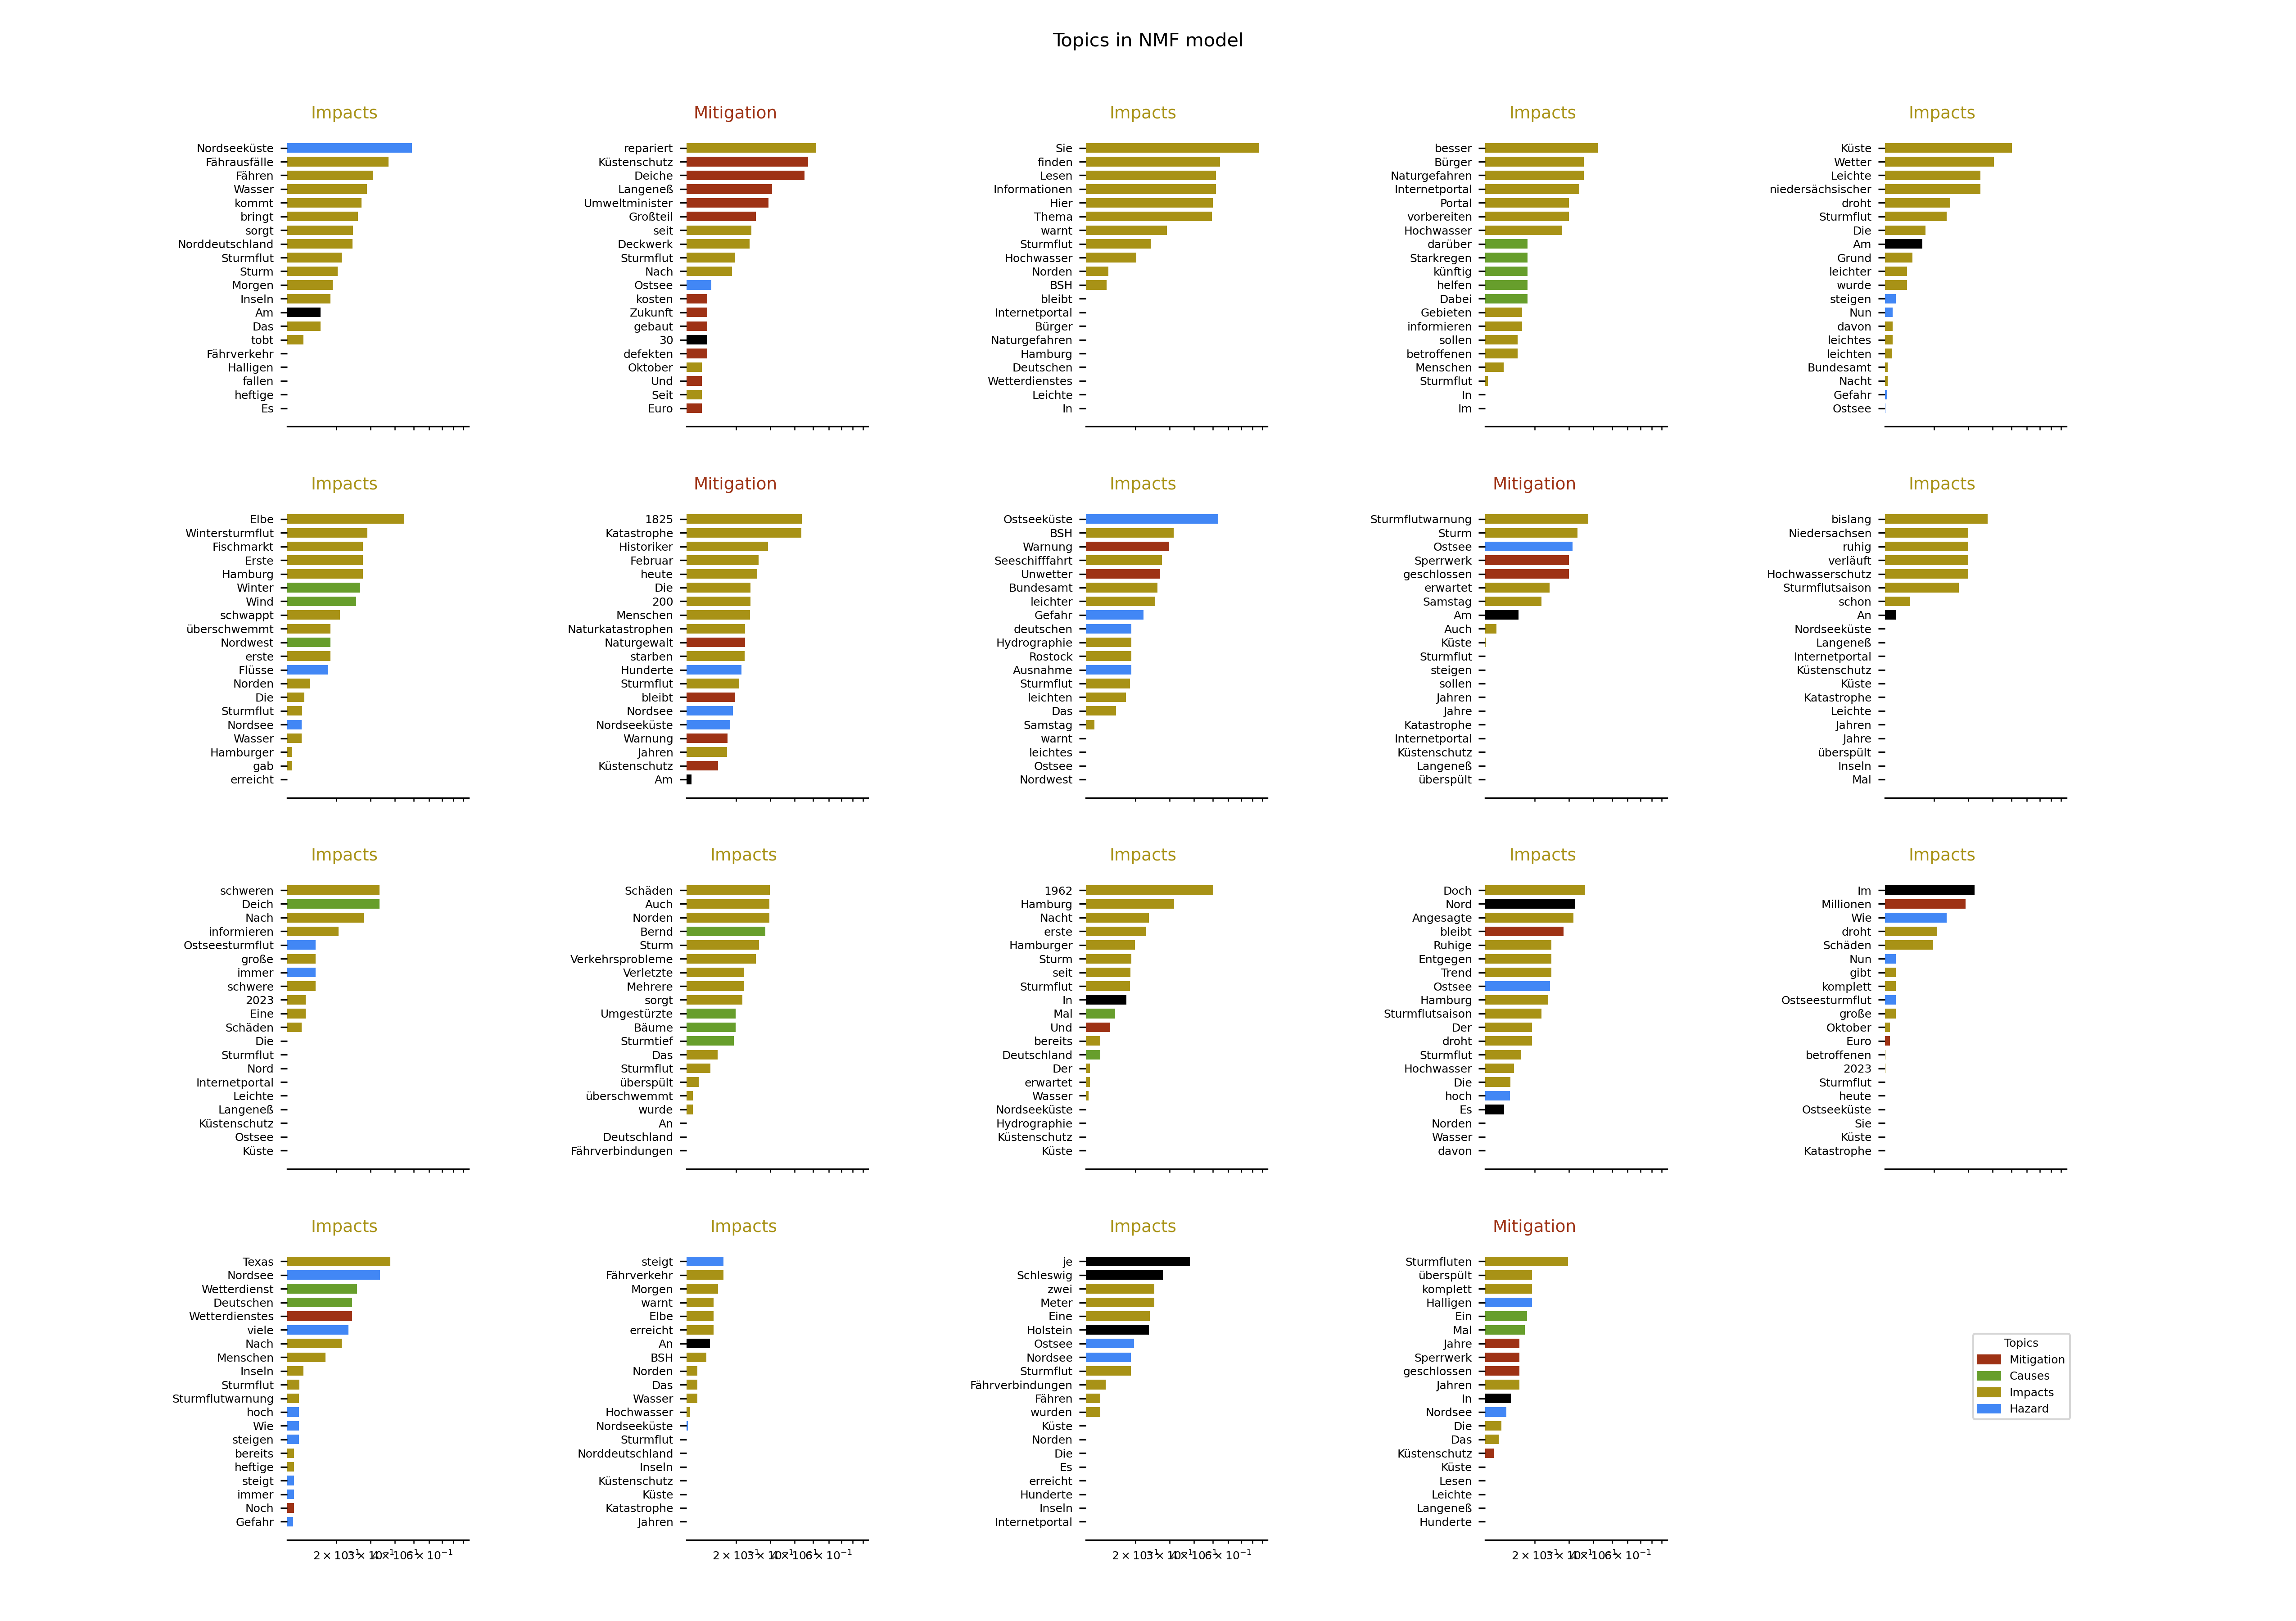 Topics in NMF model
Impacts
Nordseeküste
Fährausfälle
Fähren
Wasser
kommt
bringt
sorgt
Norddeutschland
Sturmflut
Sturm
Morgen
Inseln
Am
Das
tobt
Fährverkehr
Halligen
fallen
heftige
Es
Mitigation
repariert
Küstenschutz
Deiche
Langeneß
Umweltminister
Großteil
seit
Deckwerk
Sturmflut
Nach
Ostsee
kosten
Zukunft
gebaut
30
defekten
Oktober
Und
Seit
Euro
Impacts
Sie
finden
Lesen
Informationen
Hier
Thema
warnt
Sturmflut
Hochwasser
Norden
BSH
bleibt
Internetportal
Bürger
Naturgefahren
Hamburg
Deutschen
Wetterdienstes
Leichte
In
Impacts
besser
Bürger
Naturgefahren
Internetportal
Portal
vorbereiten
Hochwasser
darüber
Starkregen
künftig
helfen
Dabei
Gebieten
informieren
sollen
betroffenen
Menschen
Sturmflut
In
Im
Impacts
Küste
Wetter
Leichte
niedersächsischer
droht
Sturmflut
Die
Am
Grund
leichter
wurde
steigen
Nun
davon
leichtes
leichten
Bundesamt
Nacht
Gefahr
Ostsee
Impacts
Elbe
Wintersturmflut
Fischmarkt
Erste
Hamburg
Winter
Wind
schwappt
überschwemmt
Nordwest
erste
Flüsse
Norden
Die
Sturmflut
Nordsee
Wasser
Hamburger
gab
erreicht
Mitigation
1825
Katastrophe
Historiker
Februar
heute
Die
200
Menschen
Naturkatastrophen
Naturgewalt
starben
Hunderte
Sturmflut
bleibt
Nordsee
Nordseeküste
Warnung
Jahren
Küstenschutz
Am
Impacts
Ostseeküste
BSH
Warnung
Seeschifffahrt
Unwetter
Bundesamt
leichter
Gefahr
deutschen
Hydrographie
Rostock
Ausnahme
Sturmflut
leichten
Das
Samstag
warnt
leichtes
Ostsee
Nordwest
Mitigation
Sturmflutwarnung
Sturm
Ostsee
Sperrwerk
geschlossen
erwartet
Samstag
Am
Auch
Küste
Sturmflut
steigen
sollen
Jahren
Jahre
Katastrophe
Internetportal
Küstenschutz
Langeneß
überspült
Impacts
bislang
Niedersachsen
ruhig
verläuft
Hochwasserschutz
Sturmflutsaison
schon
An
Nordseeküste
Langeneß
Internetportal
Küstenschutz
Küste
Katastrophe
Leichte
Jahren
Jahre
überspült
Inseln
Mal
Impacts
schweren
Deich
Nach
informieren
Ostseesturmflut
große
immer
schwere
2023
Eine
Schäden
Die
Sturmflut
Nord
Internetportal
Leichte
Langeneß
Küstenschutz
Ostsee
Küste
Impacts
Schäden
Auch
Norden
Bernd
Sturm
Verkehrsprobleme
Verletzte
Mehrere
sorgt
Umgestürzte
Bäume
Sturmtief
Das
Sturmflut
überspült
überschwemmt
wurde
An
Deutschland
Fährverbindungen
Impacts
1962
Hamburg
Nacht
erste
Hamburger
Sturm
seit
Sturmflut
In
Mal
Und
bereits
Deutschland
Der
erwartet
Wasser
Nordseeküste
Hydrographie
Küstenschutz
Küste
Impacts
Doch
Nord
Angesagte
bleibt
Ruhige
Entgegen
Trend
Ostsee
Hamburg
Sturmflutsaison
Der
droht
Sturmflut
Hochwasser
Die
hoch
Es
Norden
Wasser
davon
Impacts
Im
Millionen
Wie
droht
Schäden
Nun
gibt
komplett
Ostseesturmflut
große
Oktober
Euro
betroffenen
2023
Sturmflut
heute
Ostseeküste
Sie
Küste
Katastrophe
Impacts
Texas
Nordsee
Wetterdienst
Deutschen
Wetterdienstes
viele
Nach
Menschen
Inseln
Sturmflut
Sturmflutwarnung
hoch
Wie
steigen
bereits
heftige
steigt
immer
Noch
Gefahr
Impacts
steigt
Fährverkehr
Morgen
warnt
Elbe
erreicht
An
BSH
Norden
Das
Wasser
Hochwasser
Nordseeküste
Sturmflut
Norddeutschland
Inseln
Küstenschutz
Küste
Katastrophe
Jahren
Impacts
je
Schleswig
zwei
Meter
Eine
Holstein
Ostsee
Nordsee
Sturmflut
Fährverbindungen
Fähren
wurden
Küste
Norden
Die
Es
erreicht
Hunderte
Inseln
Internetportal
Mitigation
Sturmfluten
überspült
komplett
Halligen
Ein
Mal
Jahre
Sperrwerk
geschlossen
Jahren
In
Nordsee
Die
Das
Küstenschutz
Küste
Lesen
Leichte
Langeneß
Hunderte
Topics
Mitigation
Causes
Impacts
Hazard